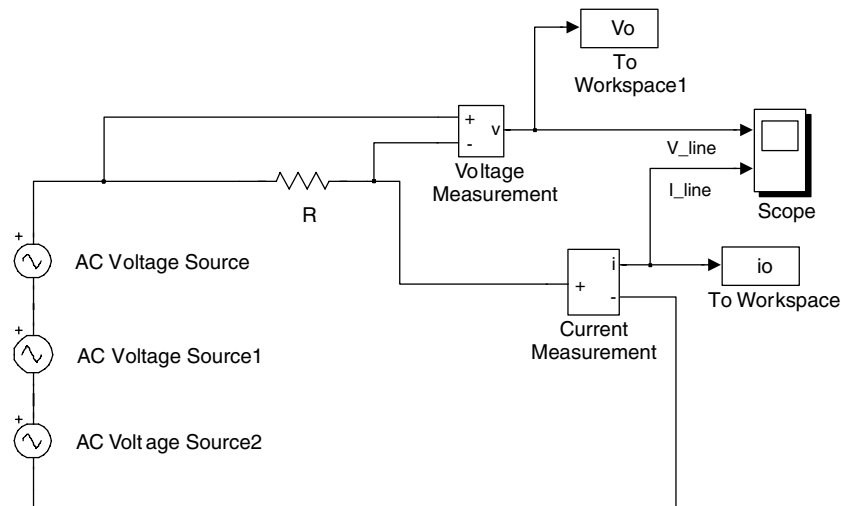 Vo
To
Workspace1
+
v
-
Voltage
Measurement
V_line
I_line
Scope
R
+
AC Voltage Source
i
+
-
io
To Workspace
Current
Measurement
+
AC Voltage Source1
+
AC Voltage Source2